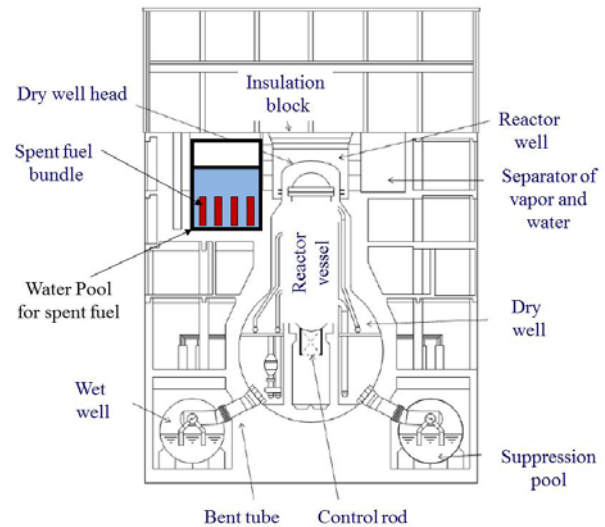 Insulation
block
Dry well head
Reactor
well
Spent fuel
bundle
Separator of
vapor and
water
Reactor
vessel
Water Pool
for spent fuel
Dry
well
Wet
well
Suppression
pool
Bent tube
Control rod